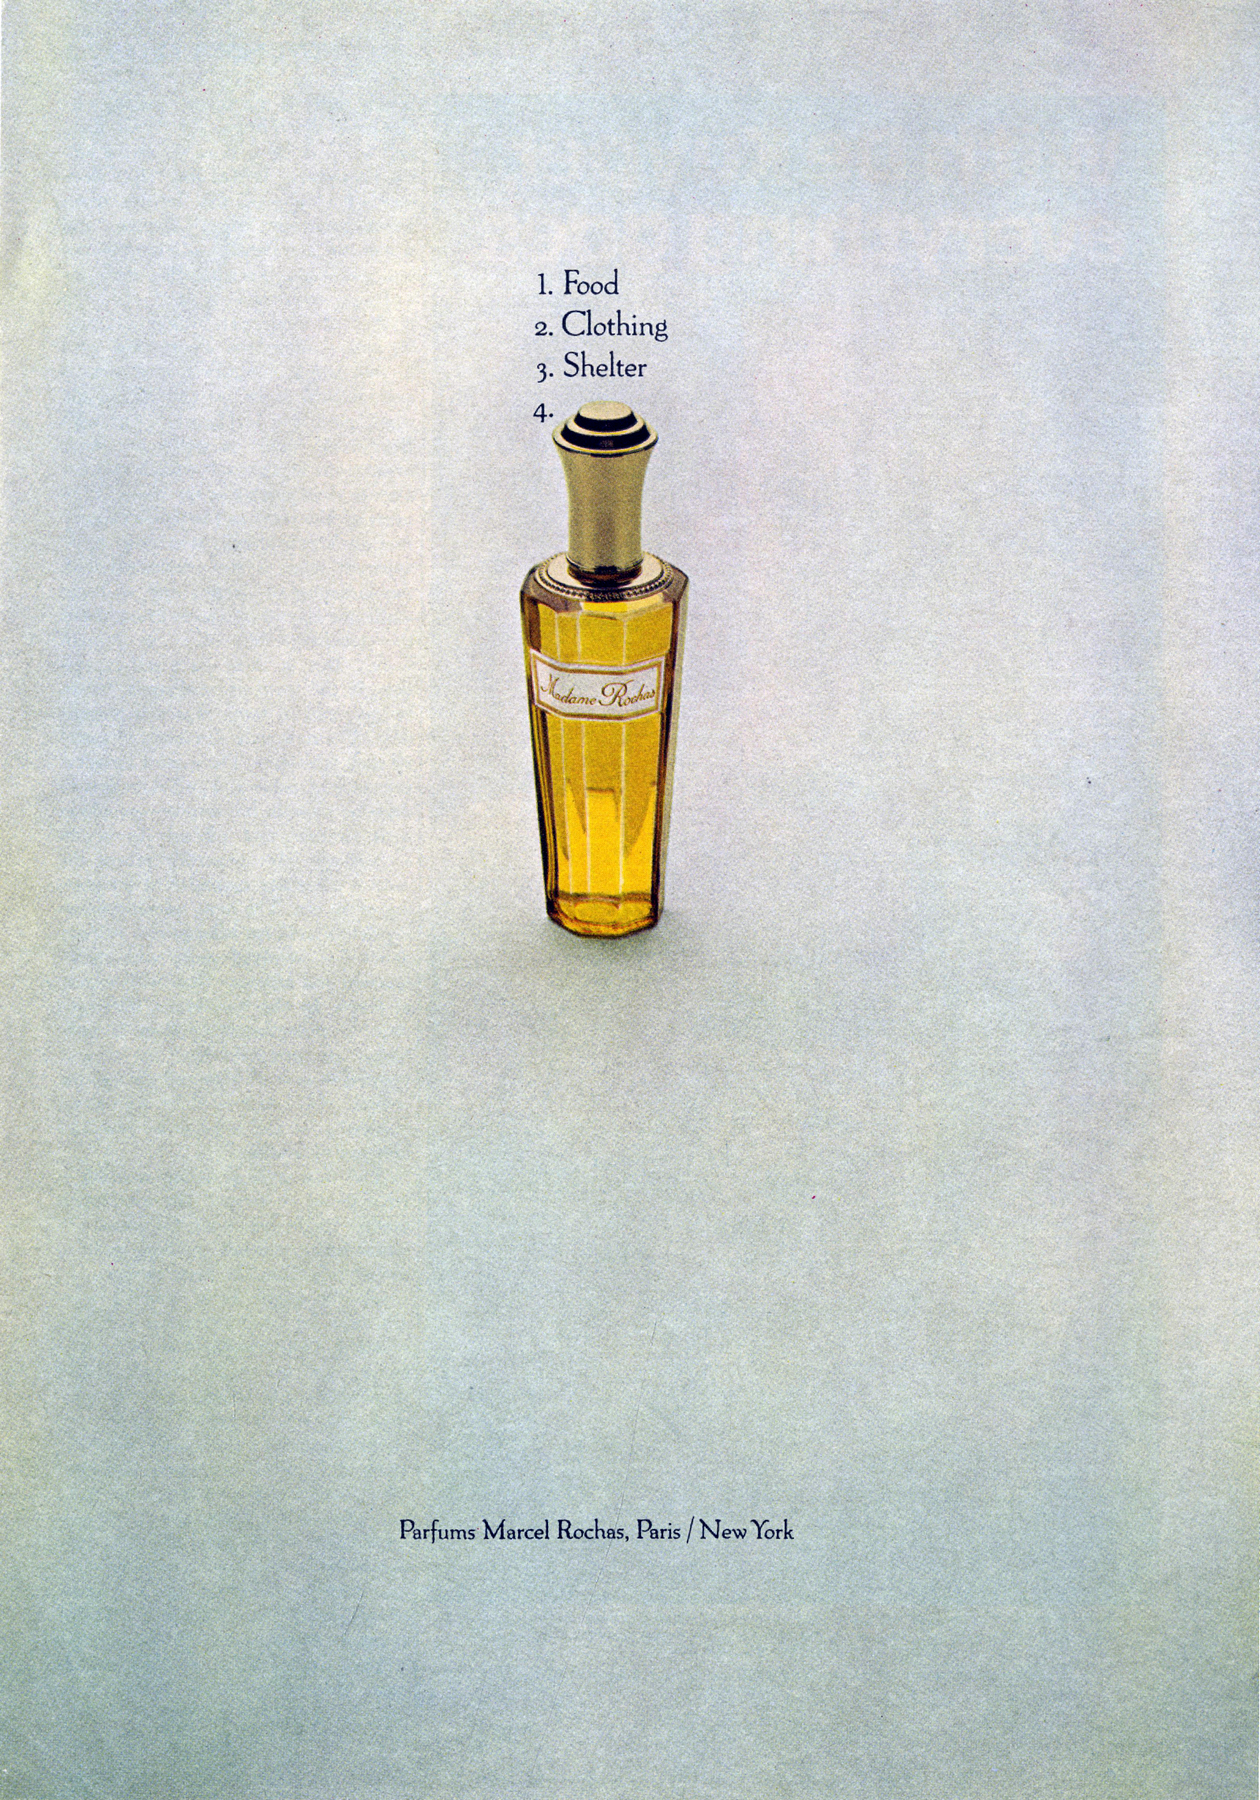 1. Food
2. Clothing
3. Shelter
4.
Madame Rochas
Parfums Marcel Rochas, Paris / New York